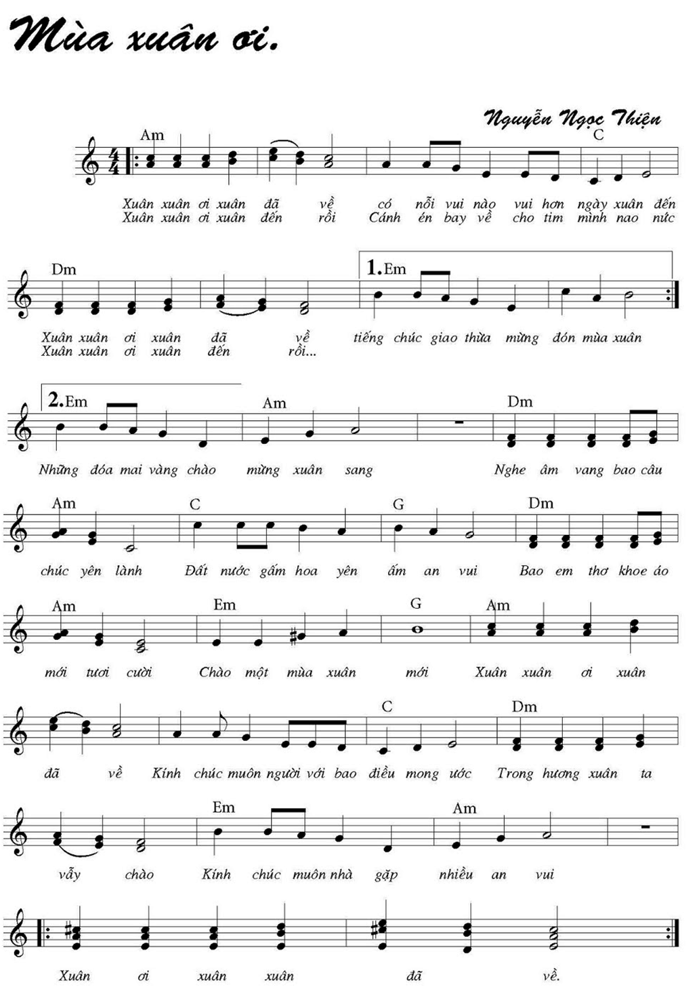 Mùa xuân ơi.
Nguyễn Ngọc Thiện
Am C
4
4
Xuân xuân ơi xuân đã về có nỗi vui nào vui hơn ngày xuân đến
Xuân xuân ơi xuân đến rồi Cánh én bay về cho tim mình nao nức
Dm 1. Em
Xuân xuân ơi xuân đã về tiếng chúc giao thừa mừng đón mùa xuân
Xuân xuân ơi xuân đến rồi...
2. Em Am Dm
Những đóa mai vàng chào mừng xuân sang Nghe âm vang bao câu
Am C G Dm
chúc yên lành Đất nước gấm hoa yên ấm an vui Bao em thơ khoe áo
Am Em G Am
mới tươi cười Chào một mùa xuân mới Xuân xuân ơi xuân
C Dm
đã về Kính chúc muôn người với bao điều mong ước Trong hương xuân ta
Em Am
vẫy chào Kính chúc muôn nhà gặp nhiều an vui
Xuân ơi xuân xuân đã về.